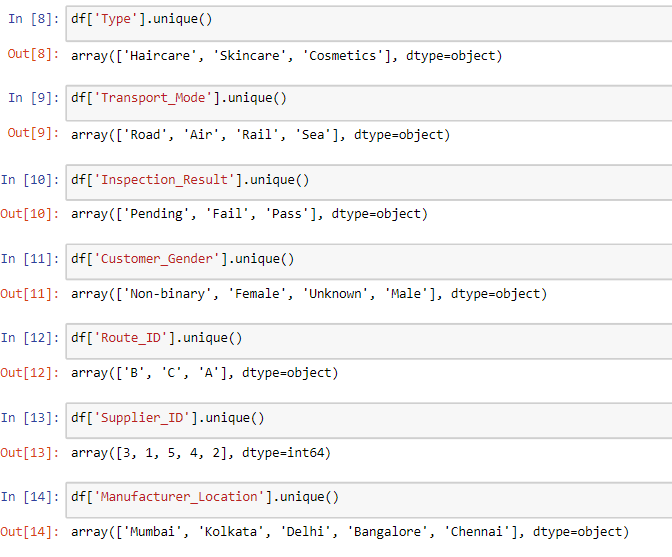 In [8]: df['Type'].unique()
Out[8]: array(['Haircare', 'Skincare', 'Cosmetics'], dtype=object)
In [9]: df['Transport_Mode'].unique()
Out[9]: array(['Road', 'Air', 'Rail', 'Sea'], dtype=object)
In [10]: df['Inspection_Result'].unique()
Out[10]: array(['Pending', 'Fail', 'Pass'], dtype=object)
In [11]: df['Customer_Gender'].unique()
Out[11]: array(['Non-binary', 'Female', 'Unknown', 'Male'], dtype=object)
In [12]: df['Route_ID'].unique()
Out[12]: array(['B', 'C', 'A'], dtype=object)
In [13]: df['Supplier_ID'].unique()
Out[13]: array([3, 1, 5, 4, 2], dtype=int64)
In [14]: df['Manufacturer_Location'].unique()
Out[14]: array(['Mumbai', 'Kolkata', 'Delhi', 'Bangalore', 'Chennai'], dtype=object)